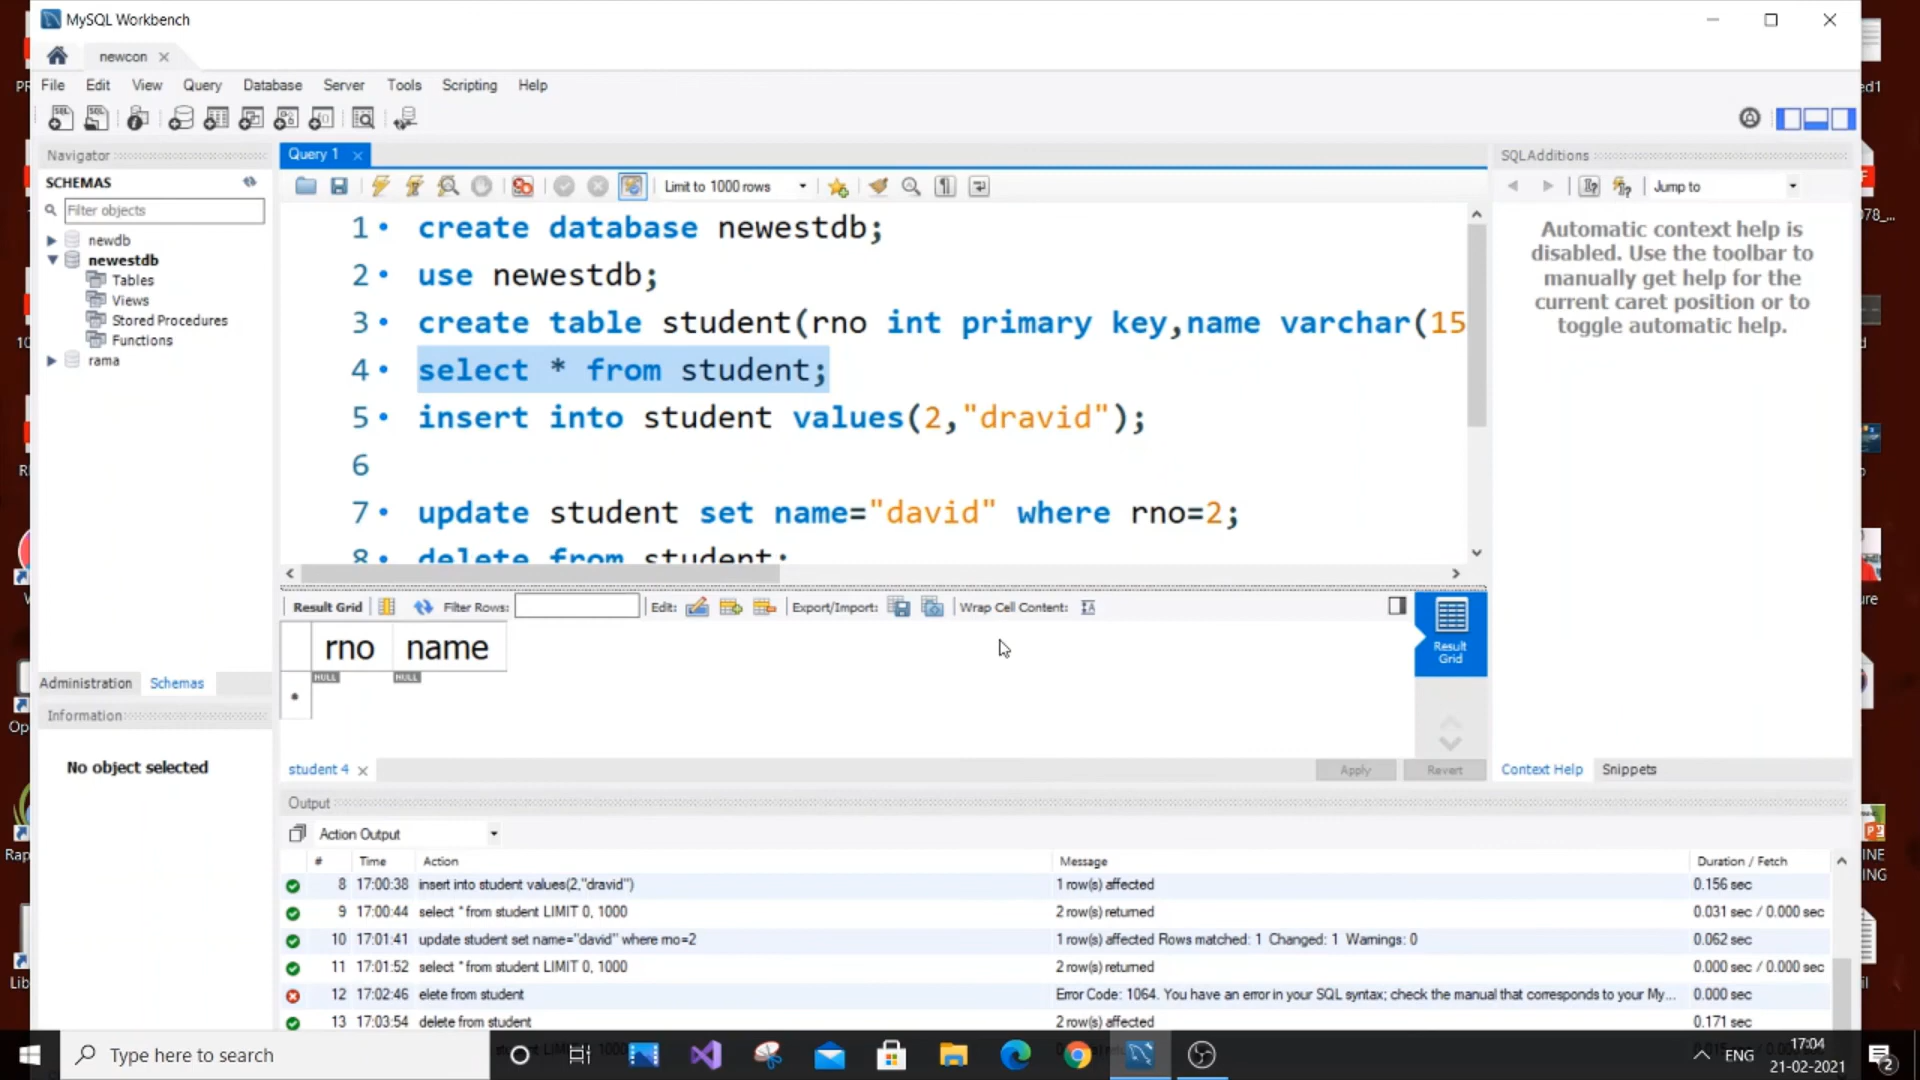 MySQL Workbench
newcon
File Edit View Query Database Server Tools Scripting Help
Navigator
SCHEMAS
Filter objects
newdb
newestdb
Tables
Views
Stored Procedures
Functions
rama
Administration Schemas
Information
No object selected
Query 1
Limit to 1000 rows
1 create database newestdb;
2 use newestdb;
3 create table student(rno int primary key,name varchar(15
4 select * from student;
5 insert into student values(2,"dravid");
6
7 update student set name="david" where rno=2;
8 delete from student;
Result Grid Filter Rows: Edit: Export/Import: Wrap Cell Content:
rno name
NULL NULL
Result
Grid
student 4 Apply Revert
SQLAdditions
Jump to
Automatic context help is
disabled. Use the toolbar to
manually get help for the
current caret position or to
toggle automatic help.
Context Help Snippets
Output
Action Output
# Time Action Message Duration / Fetch
8 17:00:38 insert into student values(2,"dravid") 1 row(s) affected 0.156 sec
9 17:00:44 select * from student LIMIT 0, 1000 2 row(s) returned 0.031 sec / 0.000 sec
10 17:01:41 update student set name="david" where rno=2 1 row(s) affected Rows matched: 1 Changed: 1 Warnings: 0 0.062 sec
11 17:01:52 select * from student LIMIT 0, 1000 2 row(s) returned 0.000 sec / 0.000 sec
12 17:02:46 elete from student Error Code: 1064. You have an error in your SQL syntax; check the manual that corresponds to your My... 0.000 sec
13 17:03:54 delete from student 2 row(s) affected 0.171 sec
Type here to search
ENG
17:04
21-02-2021
2